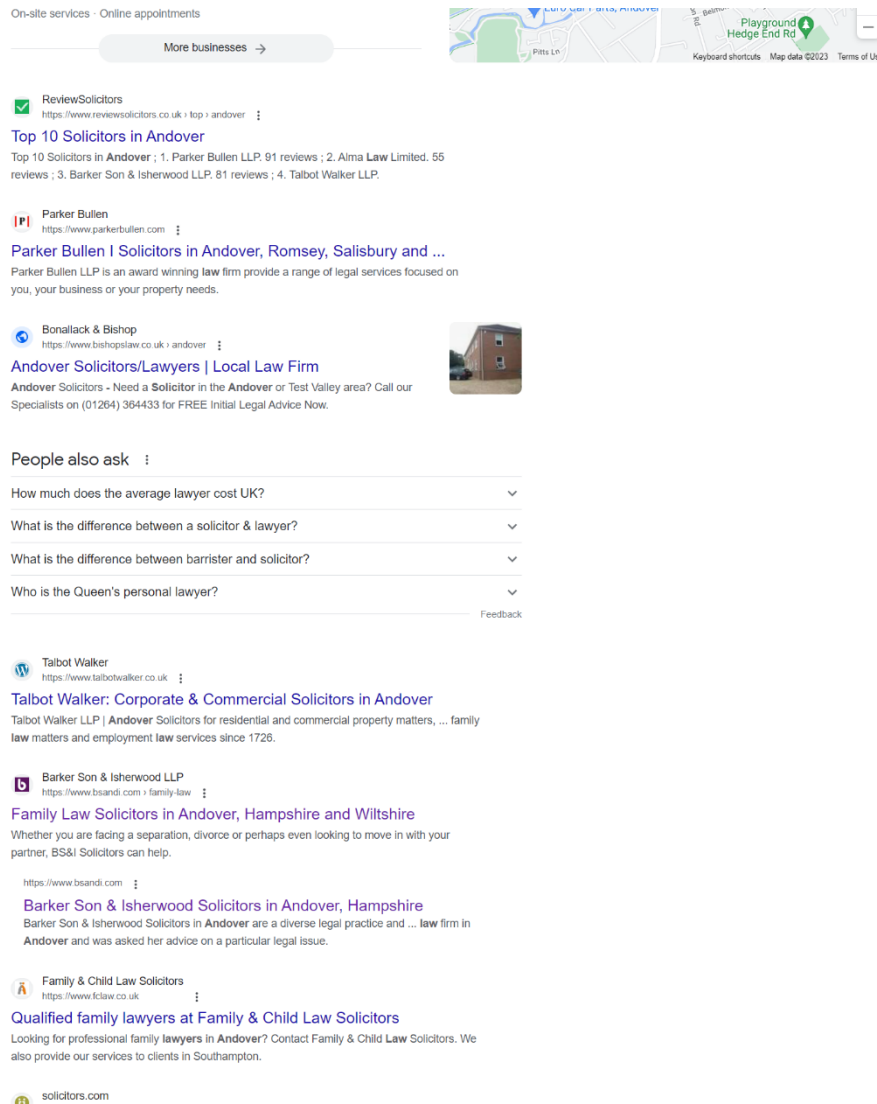 On-site services · Online appointments
More businesses →
Euro Car Parts, Andover
Pitts Ln
Playground
Hedge End Rd
Keyboard shortcuts Map data ©2023 Terms of Us
ReviewSolicitors
https://www.reviewsolicitors.co.uk › top › andover
Top 10 Solicitors in Andover
Top 10 Solicitors in Andover ; 1. Parker Bullen LLP. 91 reviews ; 2. Alma Law Limited. 55
reviews ; 3. Barker Son & Isherwood LLP. 81 reviews ; 4. Talbot Walker LLP.
Parker Bullen
https://www.parkerbullen.com
Parker Bullen I Solicitors in Andover, Romsey, Salisbury and ...
Parker Bullen LLP is an award winning law firm provide a range of legal services focused on
you, your business or your property needs.
Bonallack & Bishop
https://www.bishopslaw.co.uk › andover
Andover Solicitors/Lawyers | Local Law Firm
Andover Solicitors - Need a Solicitor in the Andover or Test Valley area? Call our
Specialists on (01264) 364433 for FREE Initial Legal Advice Now.
People also ask
How much does the average lawyer cost UK?
What is the difference between a solicitor & lawyer?
What is the difference between barrister and solicitor?
Who is the Queen's personal lawyer?
Feedback
Talbot Walker
https://www.talbotwalker.co.uk
Talbot Walker: Corporate & Commercial Solicitors in Andover
Talbot Walker LLP | Andover Solicitors for residential and commercial property matters, ... family
law matters and employment law services since 1726.
Barker Son & Isherwood LLP
https://www.bsandi.com › family-law
Family Law Solicitors in Andover, Hampshire and Wiltshire
Whether you are facing a separation, divorce or perhaps even looking to move in with your
partner, BS&I Solicitors can help.
https://www.bsandi.com
Barker Son & Isherwood Solicitors in Andover, Hampshire
Barker Son & Isherwood Solicitors in Andover are a diverse legal practice and ... law firm in
Andover and was asked her advice on a particular legal issue.
Family & Child Law Solicitors
https://www.fclaw.co.uk
Qualified family lawyers at Family & Child Law Solicitors
Looking for professional family lawyers in Andover? Contact Family & Child Law Solicitors. We
also provide our services to clients in Southampton.
solicitors.com